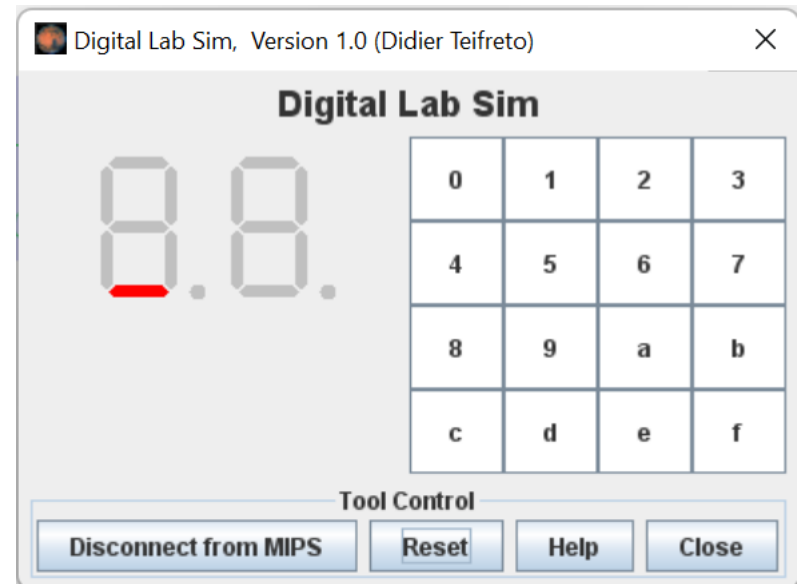 Digital Lab Sim, Version 1.0 (Didier Teifreto)
Digital Lab Sim
0 1 2 3
4 5 6 7
8 9 a b
c d e f
Tool Control
Disconnect from MIPS Reset Help Close